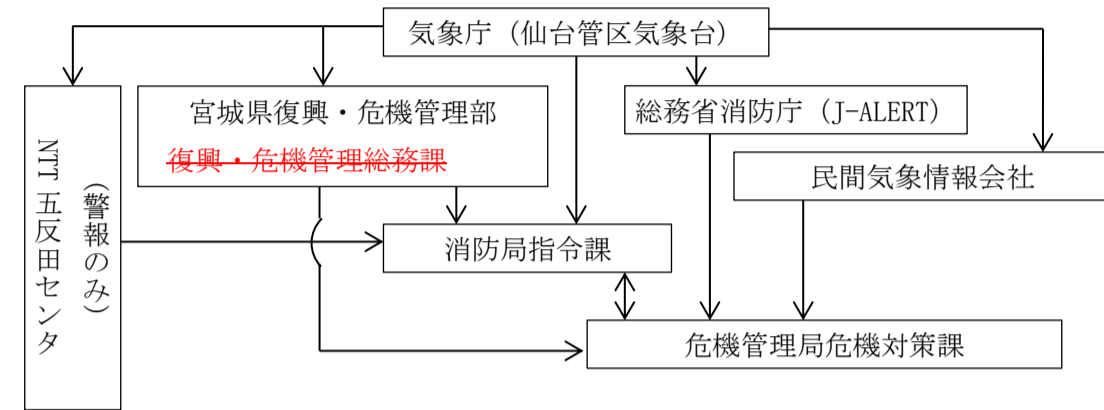 気象庁（仙台管区気象台）
宮城県復興・危機管理部
復興・危機管理総務課
総務省消防庁（J-ALERT）
民間気象情報会社
NTT 五反田センタ
（警報のみ）
消防局指令課
危機管理局危機対策課